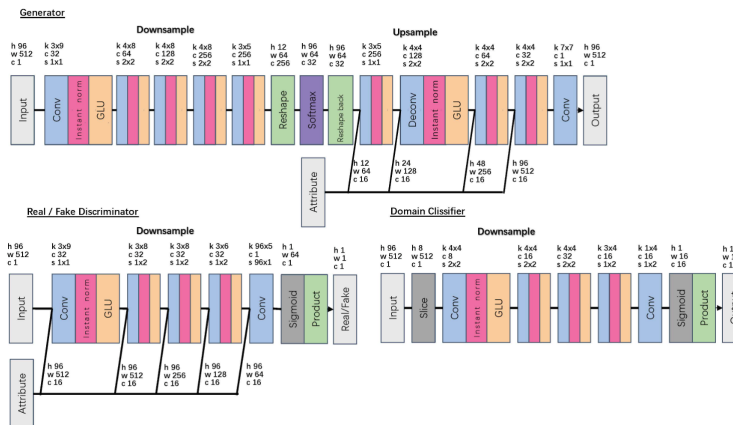 Generator
Downsample
Upsample
h 96
w 512
c 1
k 3x9
c 32
s 1x1
k 4x8
c 64
s 2x2
k 4x8
c 128
s 2x2
k 4x8
c 256
s 2x2
k 3x5
c 256
s 1x1
h 12
w 64
c 256
h 96
w 64
c 32
h 96
w 64
c 32
k 3x5
c 256
s 1x1
k 4x4
c 128
s 2x2
k 4x4
c 64
s 2x2
k 4x4
c 32
s 2x2
k 7x7
c 1
s 1x1
h 96
w 512
c 1
Input
Conv
Instant norm
GLU
Reshape
Softmax
Reshape back
Deconv
Instant norm
GLU
Conv
Output
Attribute
h 12
w 64
c 16
h 24
w 128
c 16
h 48
w 256
c 16
h 96
w 512
c 16
Real / Fake Discriminator
Downsample
h 96
w 512
c 1
k 3x9
c 32
s 1x1
k 3x8
c 32
s 1x2
k 3x8
c 32
s 1x2
k 3x6
c 32
s 1x2
k 96x5
c 1
s 96x1
h 1
w 64
c 1
h 1
w 1
c 1
Input
Conv
Instant norm
GLU
Conv
Sigmoid
Product
Real/Fake
Attribute
h 96
w 512
c 16
h 96
w 512
c 16
h 96
w 256
c 16
h 96
w 128
c 16
h 96
w 64
c 16
Domain Clissifier
Downsample
h 96
w 512
c 1
h 8
w 512
c 1
k 4x4
c 8
s 2x2
k 4x4
c 16
s 2x2
k 4x4
c 32
s 2x2
k 3x4
c 16
s 1x2
k 1x4
c 16
s 1x2
h 1
w 16
c 16
Input
Slice
Conv
Instant norm
GLU
Conv
Sigmoid
Product